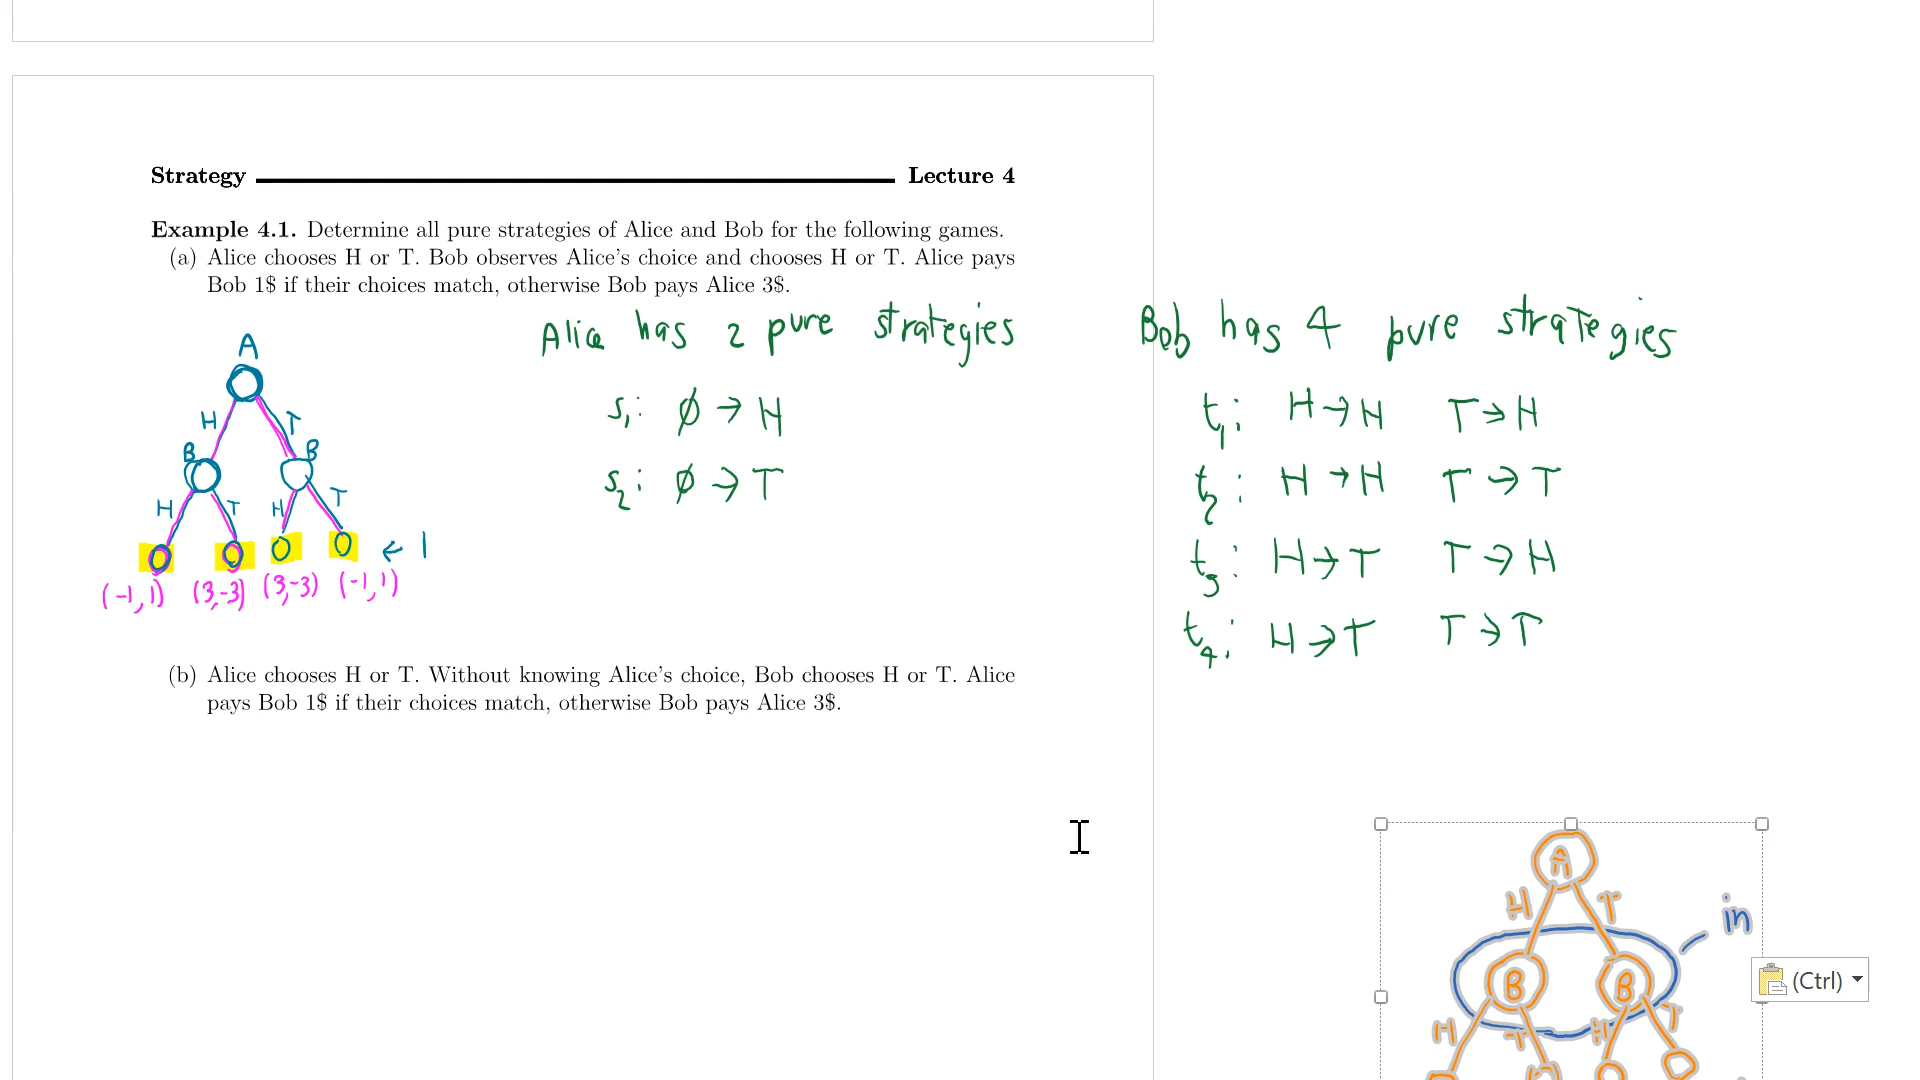 Strategy Lecture 4
Example 4.1. Determine all pure strategies of Alice and Bob for the following games.
(a) Alice chooses H or T. Bob observes Alice's choice and chooses H or T. Alice pays
Bob 1$ if their choices match, otherwise Bob pays Alice 3$.
Alice has 2 pure strategies
s₁: ∅ → H
s₂: ∅ → T
A
H T
B B
H T H T
← 1
(-1, 1) (3,-3) (3,-3) (-1, 1)
Bob has 4 pure strategies
t₁: H → H T → H
t₂: H → H T → T
t₃: H → T T → H
t₄: H → T T → T
(b) Alice chooses H or T. Without knowing Alice's choice, Bob chooses H or T. Alice
pays Bob 1$ if their choices match, otherwise Bob pays Alice 3$.
A
H T in
B B
(Ctrl)
H T H T